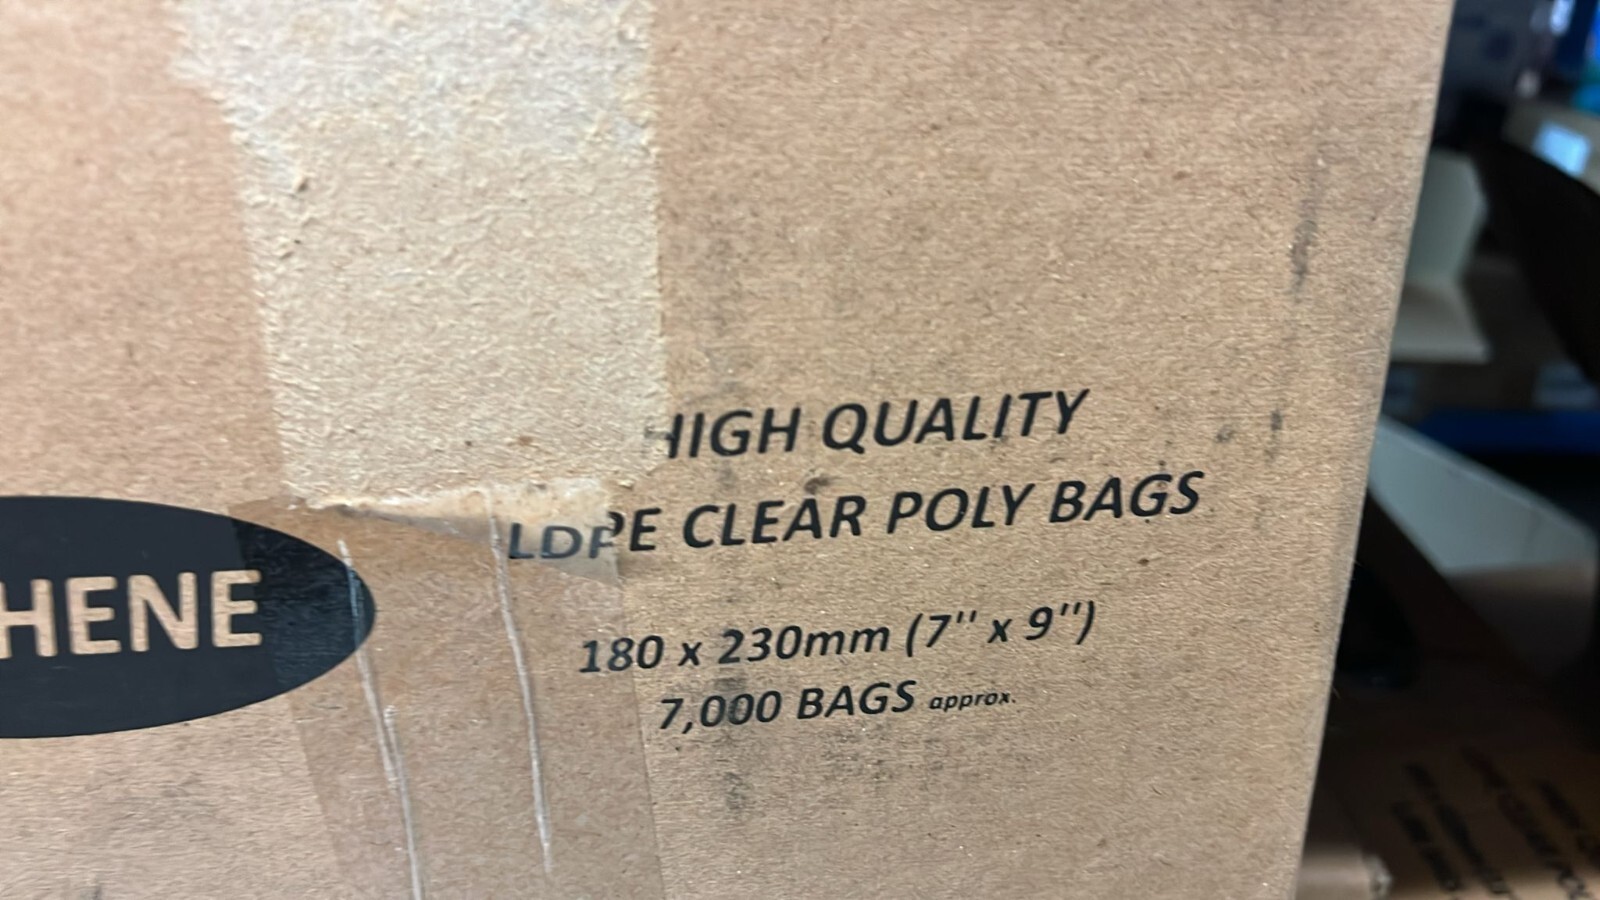 HIGH QUALITY
LDPE CLEAR POLY BAGS
180 x 230mm (7" x 9")
7,000 BAGS approx.
HENE